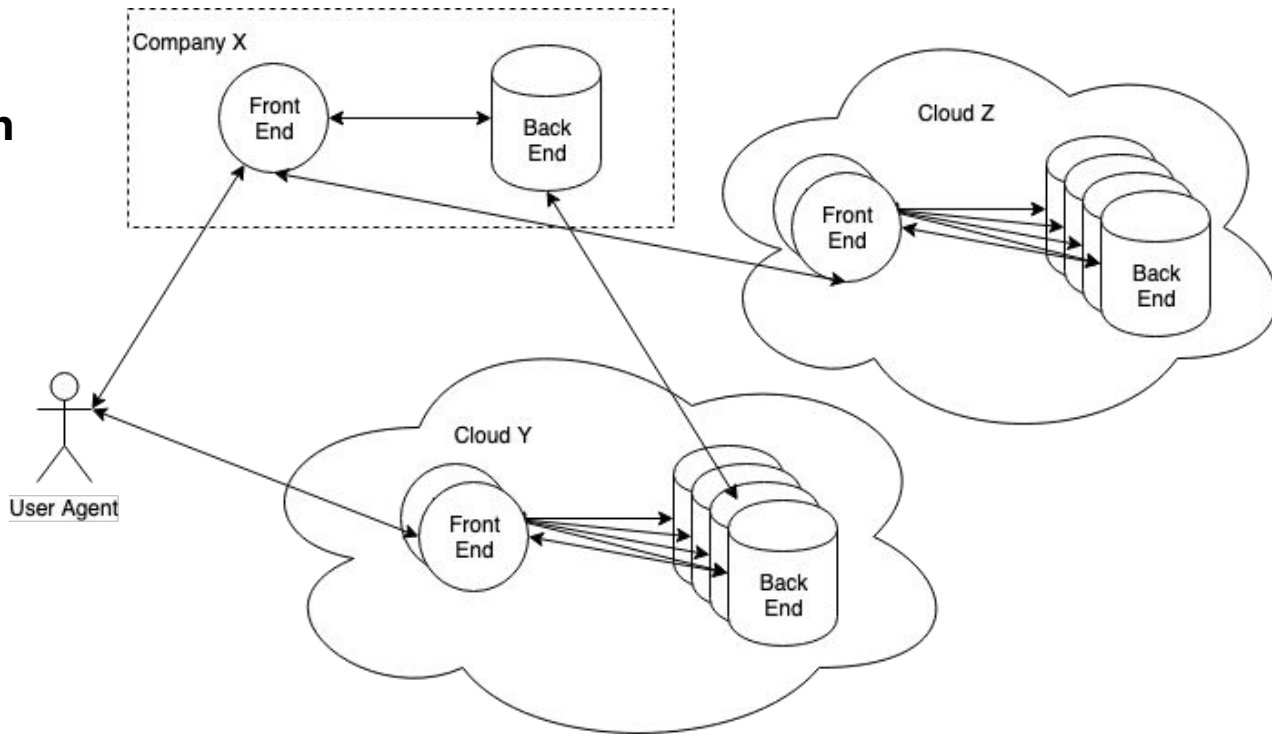 n
Company X
Front
End
Back
End
Cloud Z
Front
End
Back
End
User Agent
Cloud Y
Front
End
Back
End